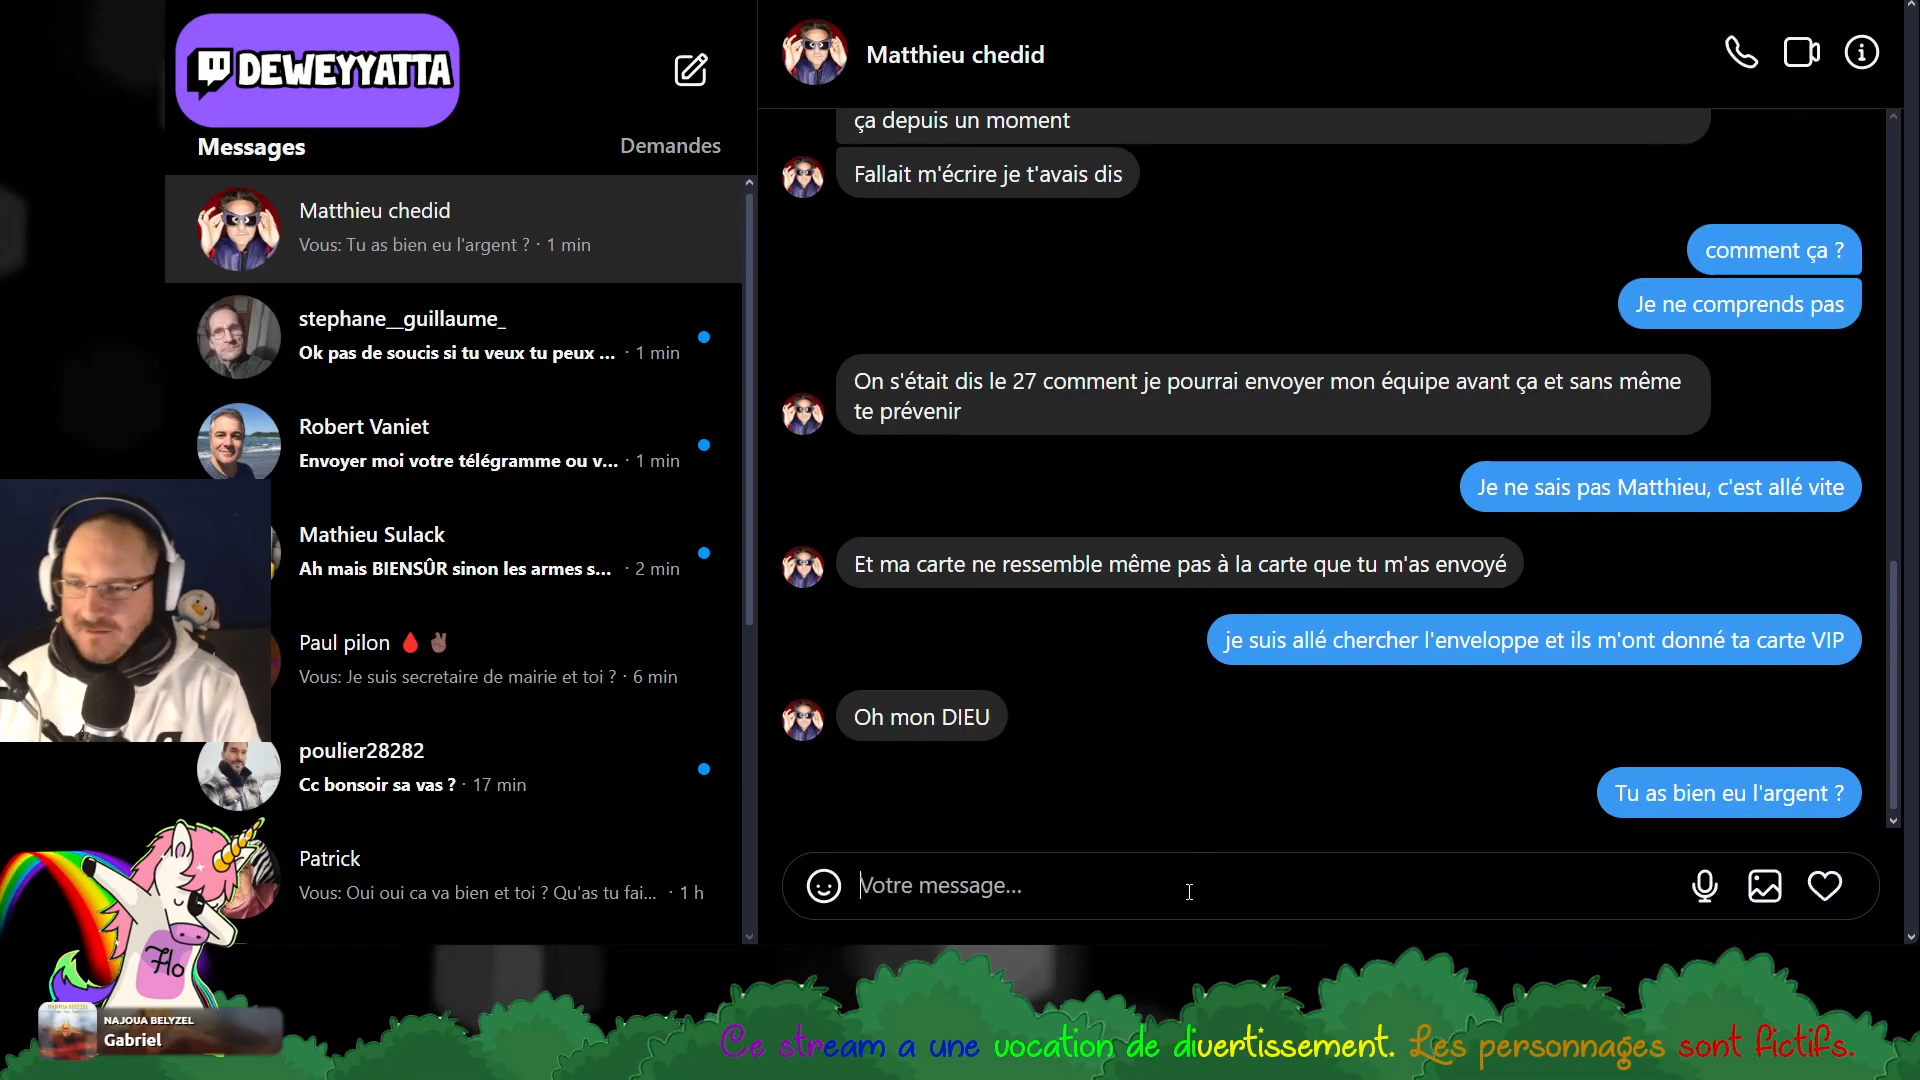 DEWEYYATTA
Messages
Demandes
Matthieu chedid
Vous: Tu as bien eu l'argent ? · 1 min
stephane__guillaume_
Ok pas de soucis si tu veux tu peux ... · 1 min
Robert Vaniet
Envoyer moi votre télégramme ou v... · 1 min
Mathieu Sulack
Ah mais BIENSÛR sinon les armes s... · 2 min
Paul pilon 🩸 ✌🏿
Vous: Je suis secretaire de mairie et toi ? · 6 min
poulier28282
Cc bonsoir sa vas ? · 17 min
Patrick
Vous: Oui oui ca va bien et toi ? Qu'as tu fai... · 1 h
Matthieu chedid
ça depuis un moment
Fallait m'écrire je t'avais dis
comment ça ?
Je ne comprends pas
On s'était dis le 27 comment je pourrai envoyer mon équipe avant ça et sans même
te prévenir
Je ne sais pas Matthieu, c'est allé vite
Et ma carte ne ressemble même pas à la carte que tu m'as envoyé
je suis allé chercher l'enveloppe et ils m'ont donné ta carte VIP
Oh mon DIEU
Tu as bien eu l'argent ?
Votre message...
Flo
NAJOUA BELYZEL
Gabriel
Ce stream a une vocation de divertissement. Les personnages sont fictifs.